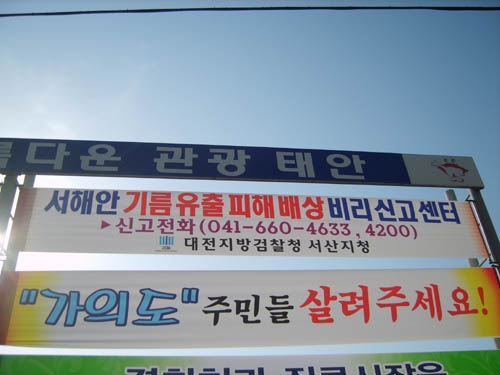 름다운 관광 태안
서해안 기름유출 피해배상 비리신고센터
▶신고전화(041-660-4633, 4200)
대전지방검찰청 서산지청
"가의도" 주민들 살려주세요!